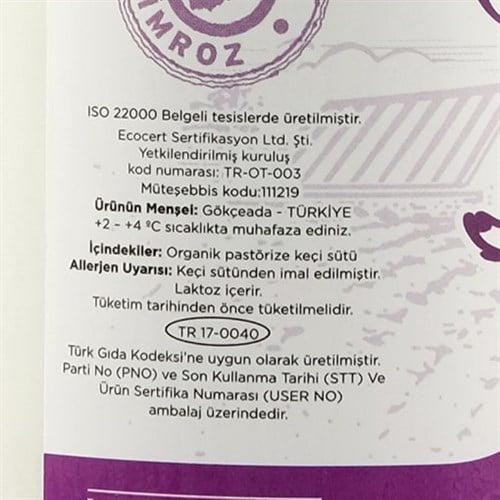 İMROZ
ISO 22000 Belgeli tesislerde üretilmiştir.
Ecocert Sertifikasyon Ltd. Şti.
Yetkilendirilmiş kuruluş
kod numarası: TR-OT-003
Müteşebbis kodu:111219
Ürünün Menşei: Gökçeada - TÜRKİYE
+2 – +4 ºC sıcaklıkta muhafaza ediniz.
İçindekiler: Organik pastörize keçi sütü
Allerjen Uyarısı: Keçi sütünden imal edilmiştir.
Laktoz içerir.
Tüketim tarihinden önce tüketilmelidir.
TR 17-0040
Türk Gıda Kodeksi'ne uygun olarak üretilmiştir.
Parti No (PNO) ve Son Kullanma Tarihi (STT) Ve
Ürün Sertifika Numarası (USER NO)
ambalaj üzerindedir.